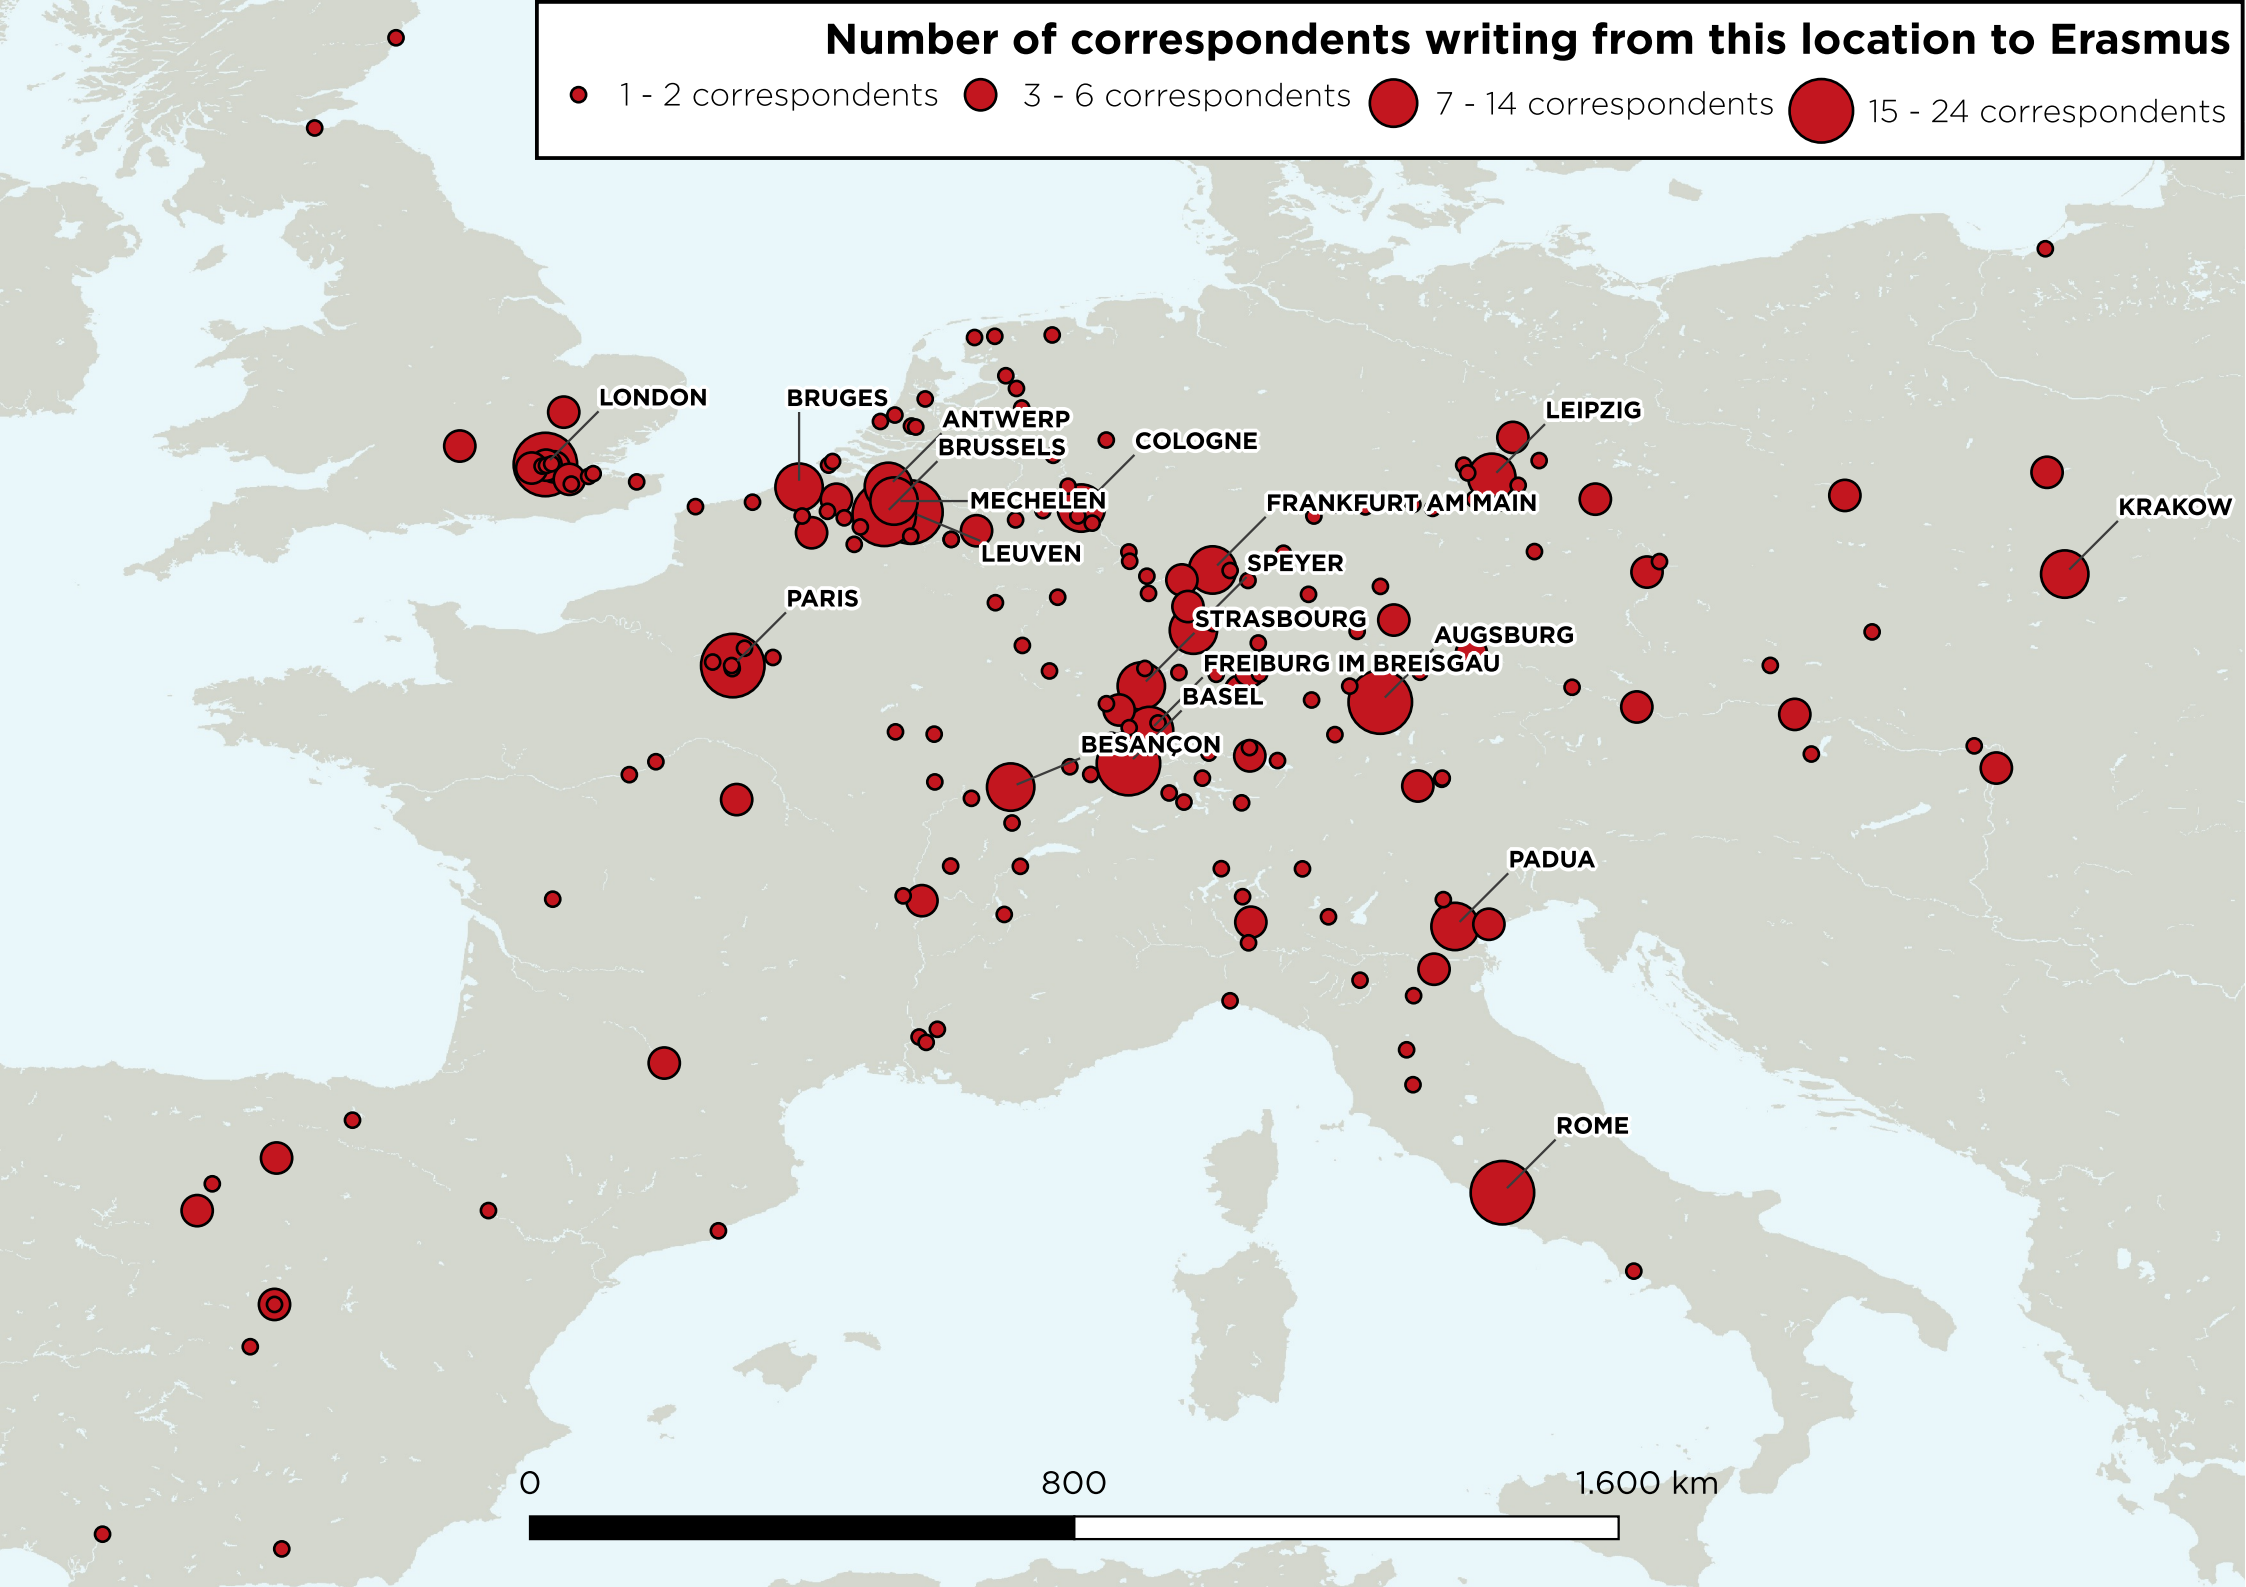 Number of correspondents writing from this location to Erasmus
1 - 2 correspondents
3 - 6 correspondents
7 - 14 correspondents
15 - 24 correspondents
LONDON
BRUGES
ANTWERP
BRUSSELS
COLOGNE
LEIPZIG
MECHELEN
FRANKFURT AM MAIN
KRAKOW
LEUVEN
SPEYER
PARIS
STRASBOURG
AUGSBURG
FREIBURG IM BREISGAU
BASEL
BESANÇON
PADUA
ROME
0
800
1.600 km